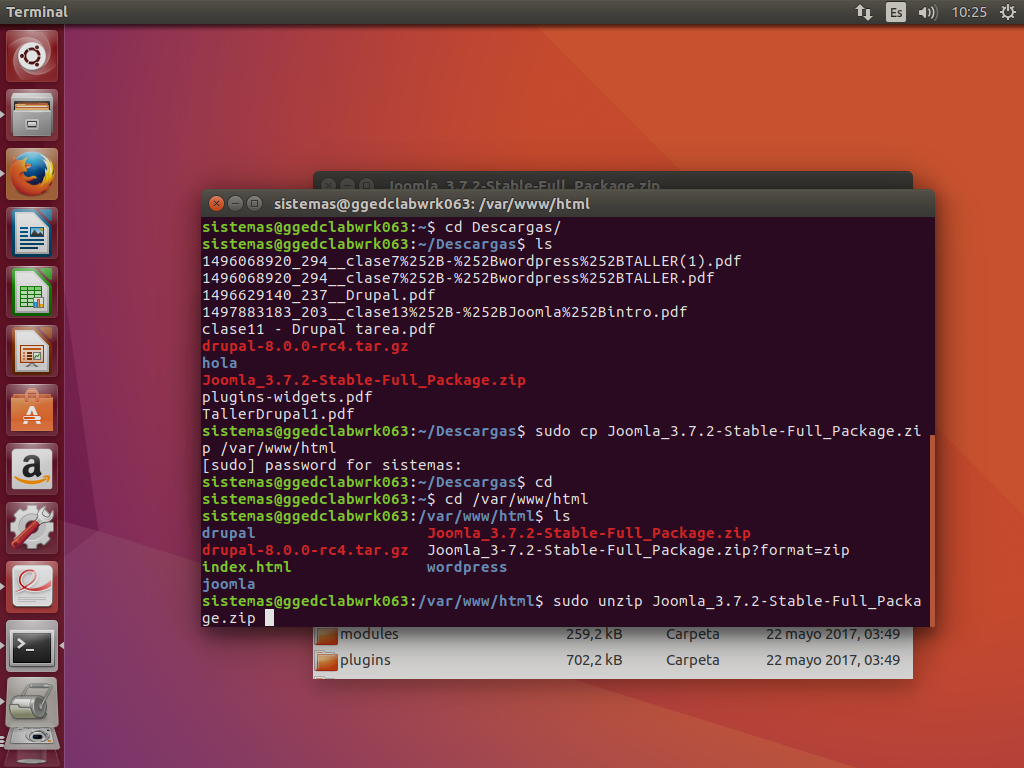 Terminal
Es
10:25
Joomla_3.7.2-Stable-Full_Package.zip
sistemas@ggedclabwrk063: /var/www/html
sistemas@ggedclabwrk063:~$ cd Descargas/
sistemas@ggedclabwrk063:~/Descargas$ ls
1496068920_294__clase7%252B-%252Bwordpress%252BTALLER(1).pdf
1496068920_294__clase7%252B-%252Bwordpress%252BTALLER.pdf
1496629140_237__Drupal.pdf
1497883183_203__clase13%252B-%252BJoomla%252Bintro.pdf
clase11 - Drupal tarea.pdf
drupal-8.0.0-rc4.tar.gz
hola
Joomla_3.7.2-Stable-Full_Package.zip
plugins-widgets.pdf
TallerDrupal1.pdf
sistemas@ggedclabwrk063:~/Descargas$ sudo cp Joomla_3.7.2-Stable-Full_Package.zi
p /var/www/html
[sudo] password for sistemas:
sistemas@ggedclabwrk063:~/Descargas$ cd
sistemas@ggedclabwrk063:~$ cd /var/www/html
sistemas@ggedclabwrk063:/var/www/html$ ls
drupal Joomla_3.7.2-Stable-Full_Package.zip
drupal-8.0.0-rc4.tar.gz Joomla_3-7.2-Stable-Full_Package.zip?format=zip
index.html wordpress
joomla
sistemas@ggedclabwrk063:/var/www/html$ sudo unzip Joomla_3.7.2-Stable-Full_Packa
ge.zip
modules 259,2 kB Carpeta 22 mayo 2017, 03:49
plugins 702,2 kB Carpeta 22 mayo 2017, 03:49